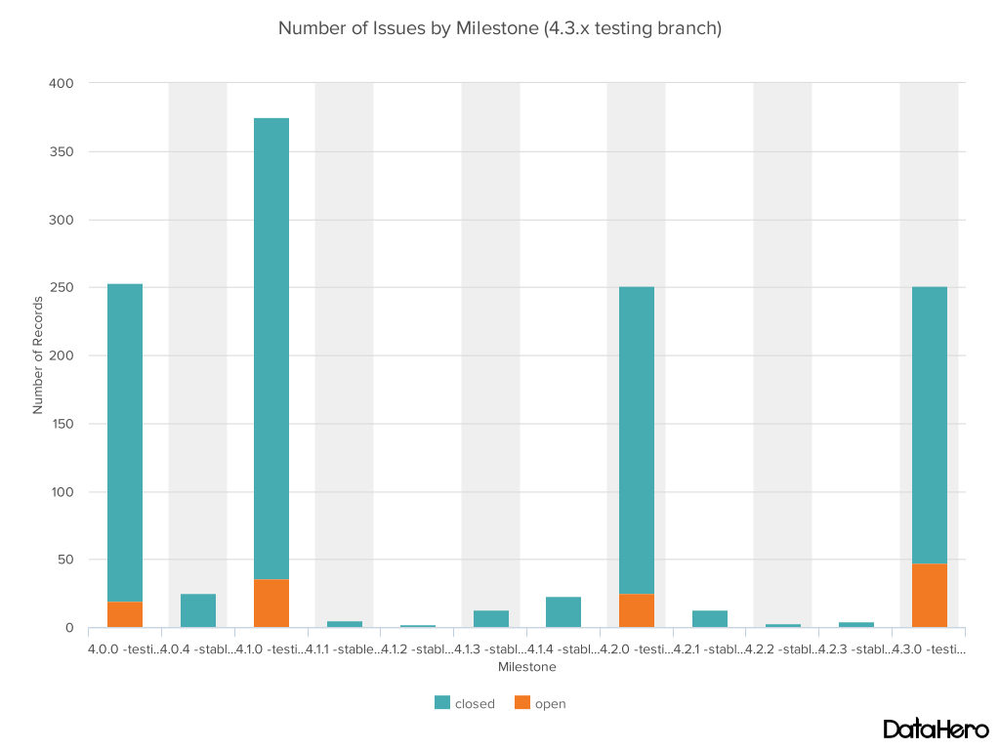 Number of Issues by Milestone (4.3.x testing branch)
400
350
300
250
200
150
100
50
0
Number of Records
4.0.0 -testi...4.0.4 -stabl...4.1.0 -testi...4.1.1 -stable...4.1.2 -stabl...4.1.3 -stabl...4.1.4 -stabl...4.2.0 -testi...4.2.1 -stabl...4.2.2 -stabl...4.2.3 -stabl...4.3.0 -testi...
Milestone
closed open
DataHero